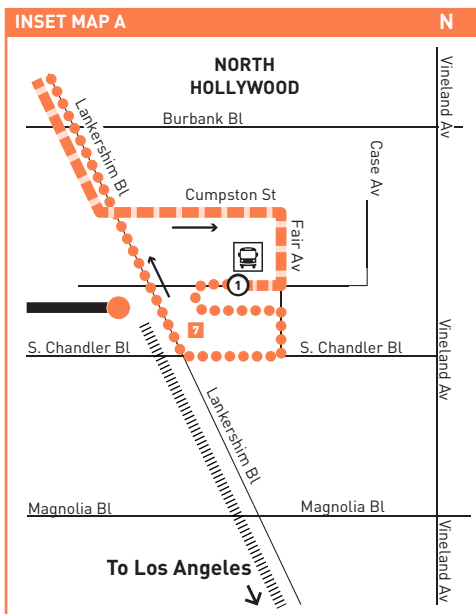 INSET MAP A
N
NORTH
HOLLYWOOD
Vineland Av
Lankershim Bl
Burbank Bl
Case Av
Cumpston St
Fair Av
1
7
S. Chandler Bl
S. Chandler Bl
Vineland Av
Lankershim Bl
Magnolia Bl
Magnolia Bl
Vineland Av
To Los Angeles